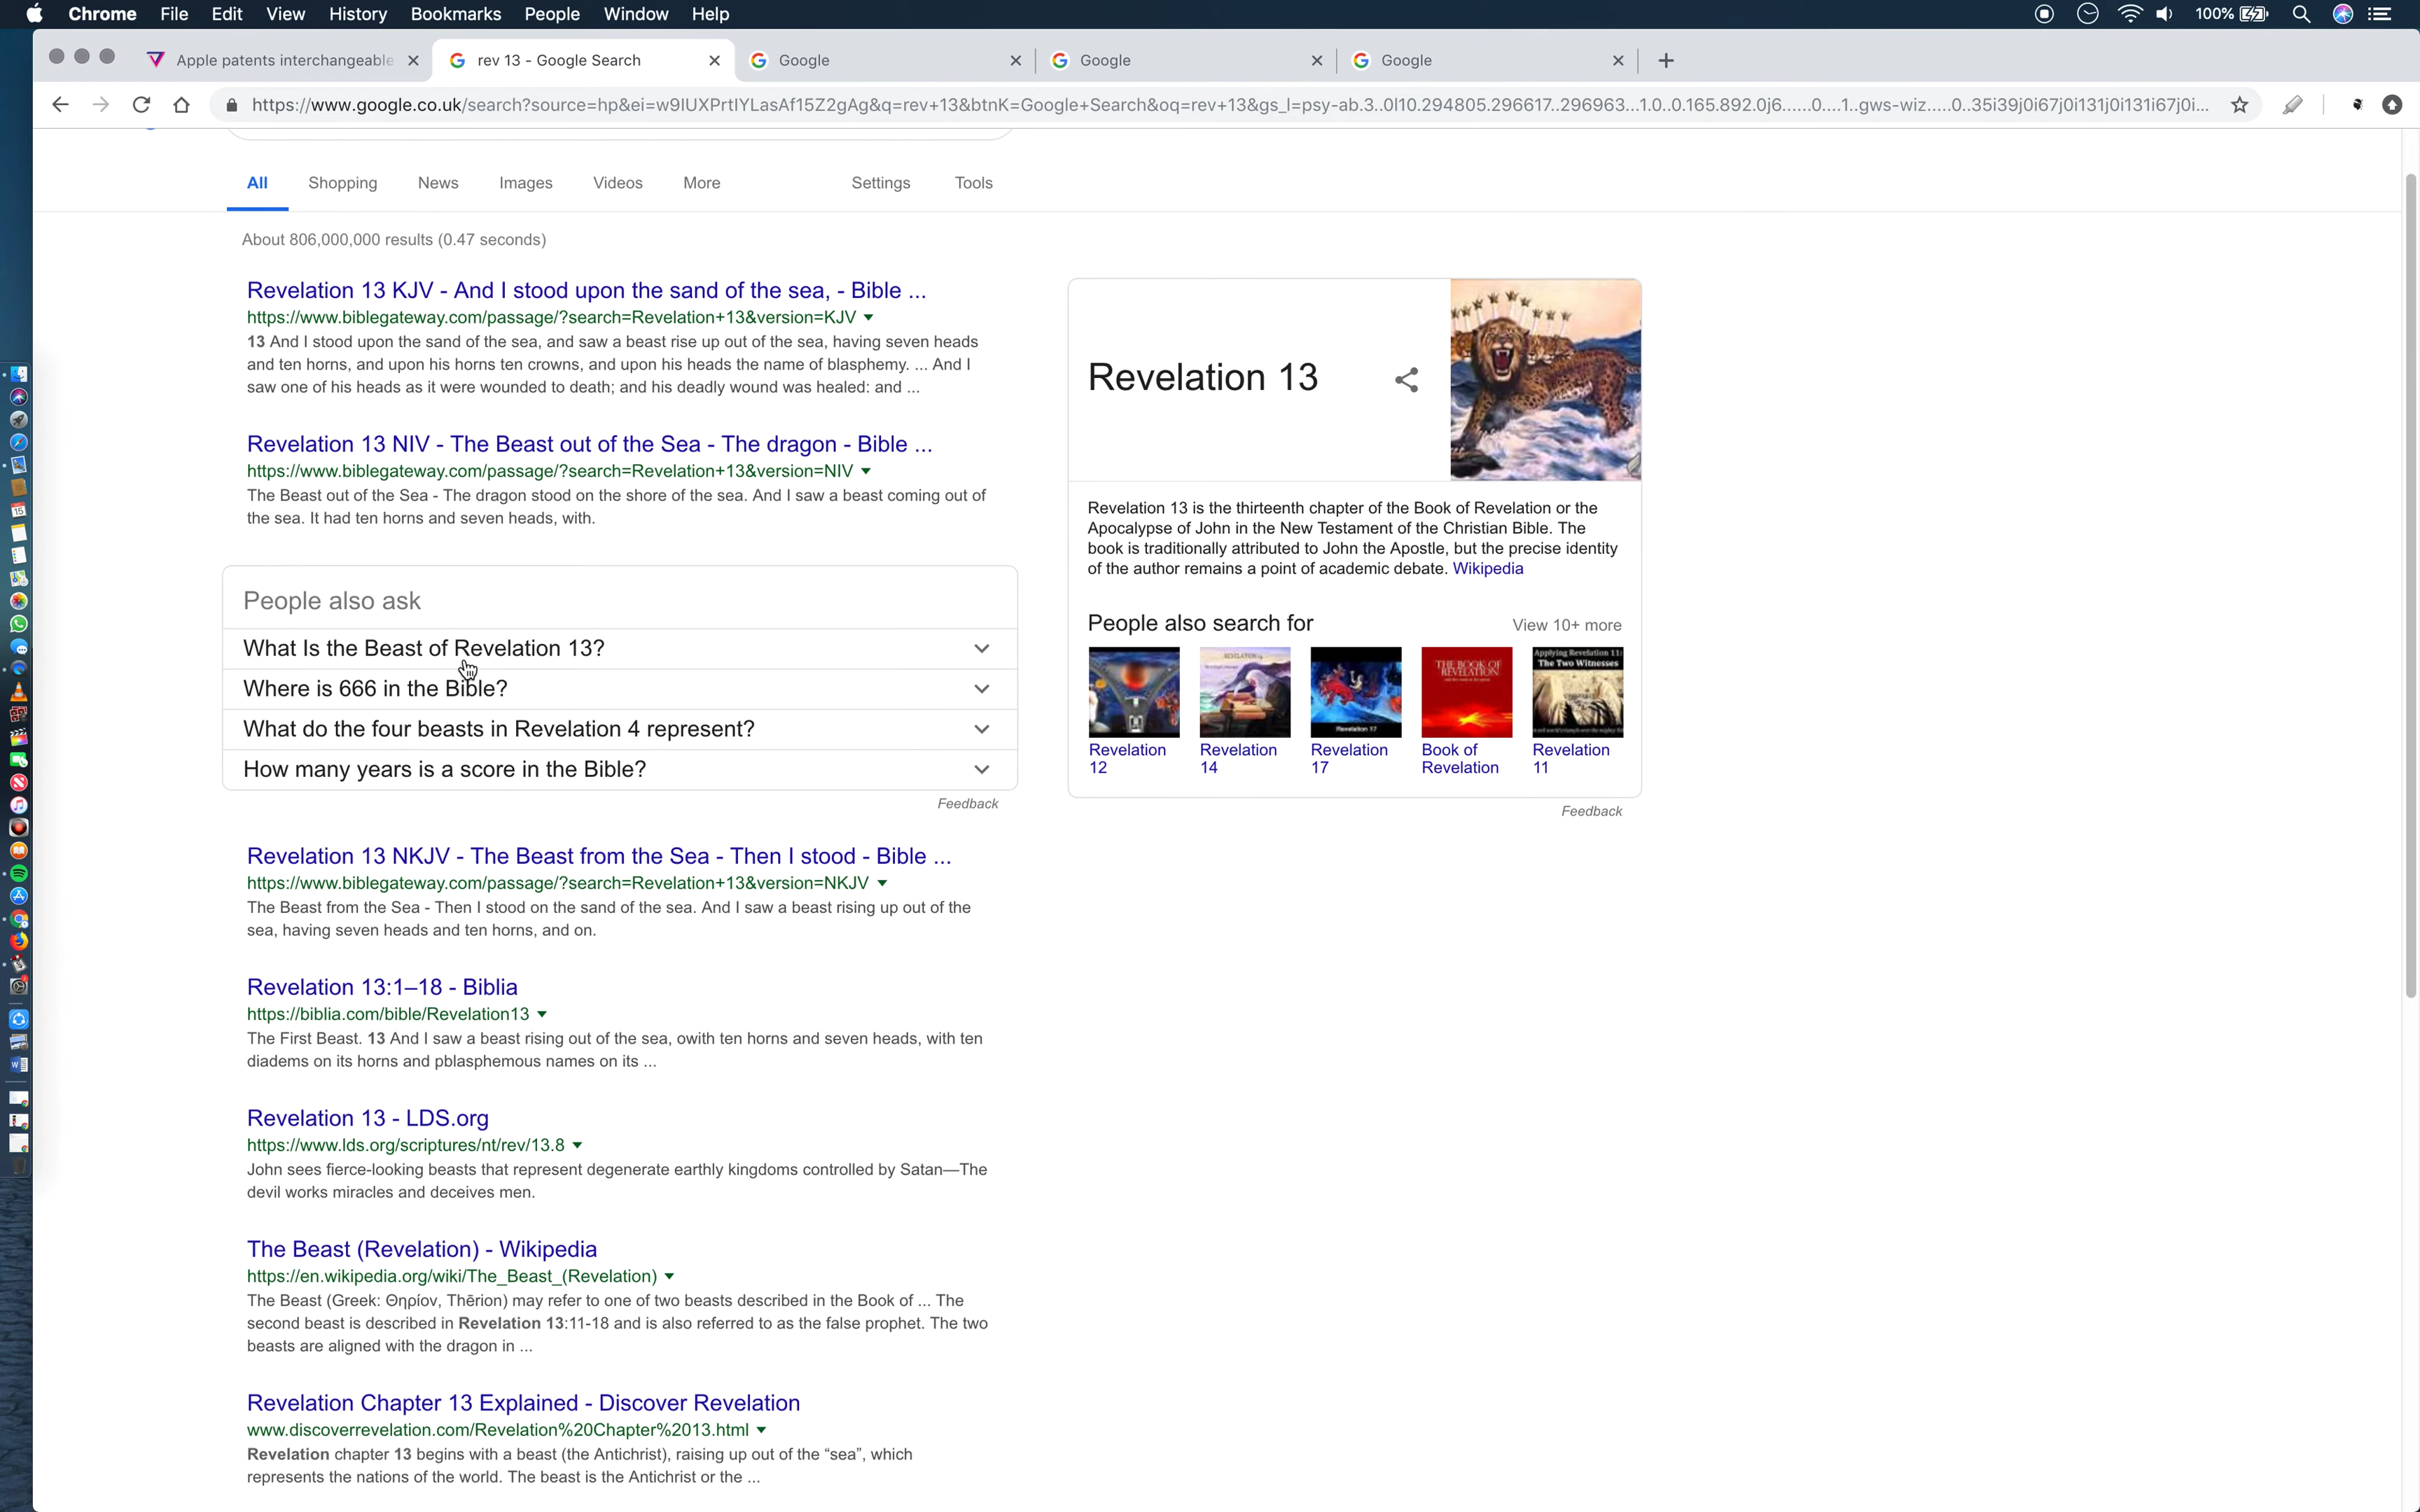 Chrome File Edit View History Bookmarks People Window Help
100%
Apple patents interchangeable
rev 13 - Google Search
Google
Google
Google
https://www.google.co.uk/search?source=hp&ei=w9IUXPrtIYLasAf15Z2gAg&q=rev+13&btnK=Google+Search&oq=rev+13&gs_l=psy-ab.3..0l10.294805.296617..296963...1.0..0.165.892.0j6......0....1..gws-wiz.....0..35i39j0i67j0i131j0i131i67j0i...
All Shopping News Images Videos More Settings Tools
About 806,000,000 results (0.47 seconds)
Revelation 13 KJV - And I stood upon the sand of the sea, - Bible ...
https://www.biblegateway.com/passage/?search=Revelation+13&version=KJV
13 And I stood upon the sand of the sea, and saw a beast rise up out of the sea, having seven heads
and ten horns, and upon his horns ten crowns, and upon his heads the name of blasphemy. ... And I
saw one of his heads as it were wounded to death; and his deadly wound was healed: and ...
Revelation 13 NIV - The Beast out of the Sea - The dragon - Bible ...
https://www.biblegateway.com/passage/?search=Revelation+13&version=NIV
The Beast out of the Sea - The dragon stood on the shore of the sea. And I saw a beast coming out of
the sea. It had ten horns and seven heads, with.
People also ask
What Is the Beast of Revelation 13?
Where is 666 in the Bible?
What do the four beasts in Revelation 4 represent?
How many years is a score in the Bible?
Feedback
Revelation 13 NKJV - The Beast from the Sea - Then I stood - Bible ...
https://www.biblegateway.com/passage/?search=Revelation+13&version=NKJV
The Beast from the Sea - Then I stood on the sand of the sea. And I saw a beast rising up out of the
sea, having seven heads and ten horns, and on.
Revelation 13:1–18 - Biblia
https://biblia.com/bible/Revelation13
The First Beast. 13 And I saw a beast rising out of the sea, owith ten horns and seven heads, with ten
diadems on its horns and pblasphemous names on its ...
Revelation 13 - LDS.org
https://www.lds.org/scriptures/nt/rev/13.8
John sees fierce-looking beasts that represent degenerate earthly kingdoms controlled by Satan—The
devil works miracles and deceives men.
The Beast (Revelation) - Wikipedia
https://en.wikipedia.org/wiki/The_Beast_(Revelation)
The Beast (Greek: Θηρίον, Thērion) may refer to one of two beasts described in the Book of ... The
second beast is described in Revelation 13:11-18 and is also referred to as the false prophet. The two
beasts are aligned with the dragon in ...
Revelation Chapter 13 Explained - Discover Revelation
www.discoverrevelation.com/Revelation%20Chapter%2013.html
Revelation chapter 13 begins with a beast (the Antichrist), raising up out of the “sea”, which
represents the nations of the world. The beast is the Antichrist or the ...
Revelation 13
Revelation 13 is the thirteenth chapter of the Book of Revelation or the
Apocalypse of John in the New Testament of the Christian Bible. The
book is traditionally attributed to John the Apostle, but the precise identity
of the author remains a point of academic debate. Wikipedia
People also search for
View 10+ more
REVELATION 14
Revelation 17
THE BOOK OF
REVELATION
Applying Revelation 11:
The Two Witnesses
Revelation
12
Revelation
14
Revelation
17
Book of
Revelation
Revelation
11
Feedback
15